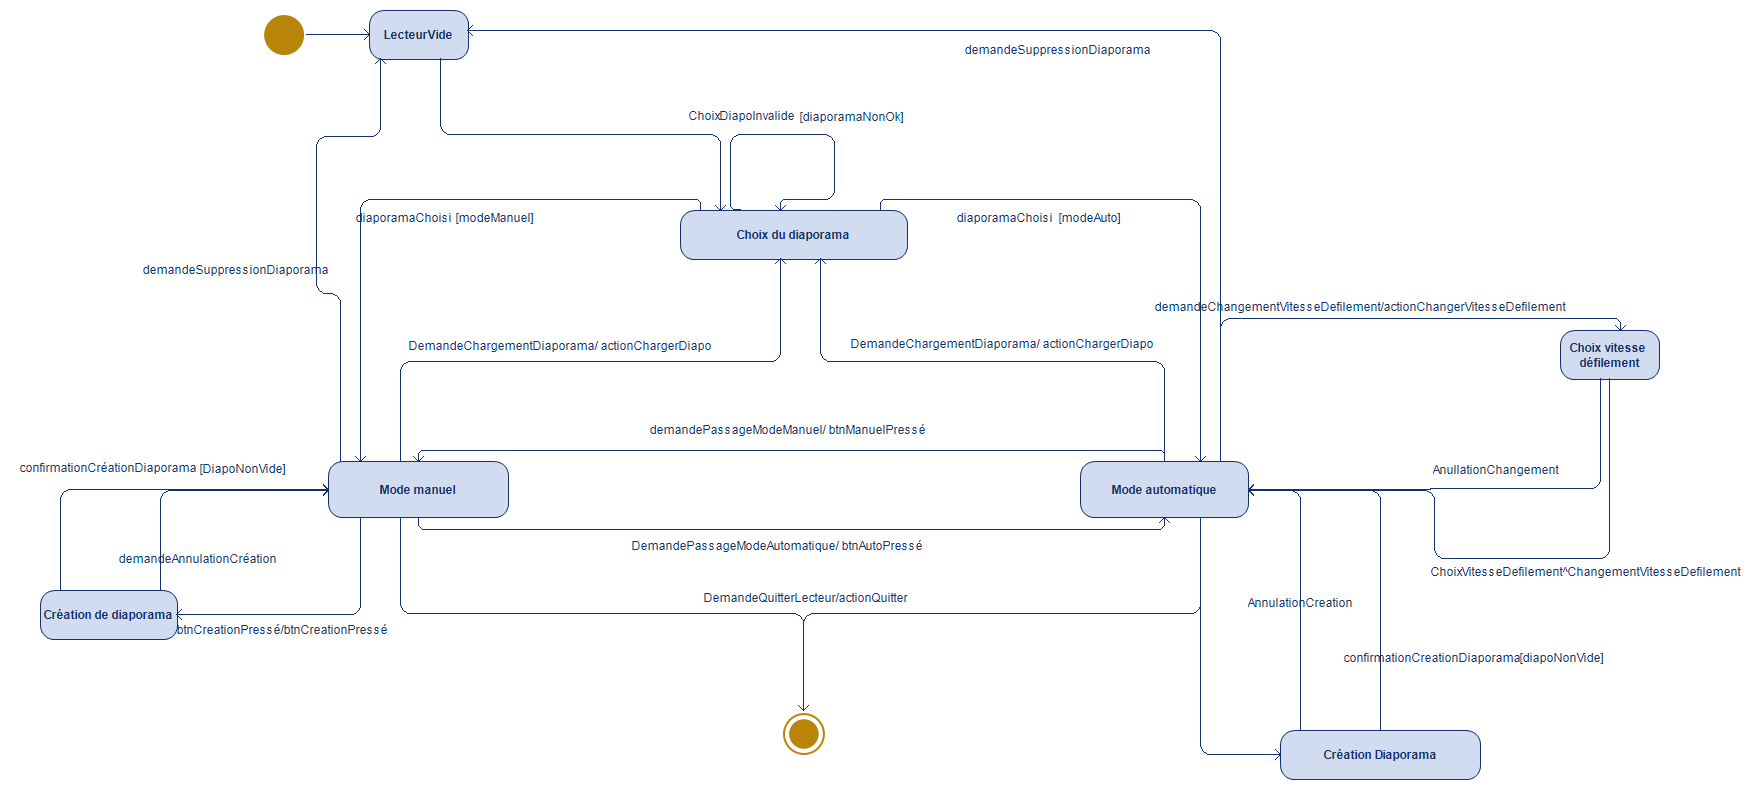 LecteurVide
demandeSuppressionDiaporama
ChoixDiapoInvalide [diaporamaNonOk]
diaporamaChoisi [modeManuel]
diaporamaChoisi [modeAuto]
Choix du diaporama
demandeSuppressionDiaporama
demandeChangementVitesseDefilement/actionChangerVitesseDefilement
DemandeChargementDiaporama/ actionChargerDiapo
DemandeChargementDiaporama/ actionChargerDiapo
Choix vitesse
défilement
demandePassageModeManuel/ btnManuelPressé
confirmationCréationDiaporama [DiapoNonVide]
AnullationChangement
Mode manuel
Mode automatique
DemandePassageModeAutomatique/ btnAutoPressé
demandeAnnulationCréation
ChoixVitesseDefilement^ChangementVitesseDefilement
DemandeQuitterLecteur/actionQuitter
AnnulationCreation
Création de diaporama
btnCreationPressé/btnCreationPressé
confirmationCreationDiaporama[diapoNonVide]
Création Diaporama